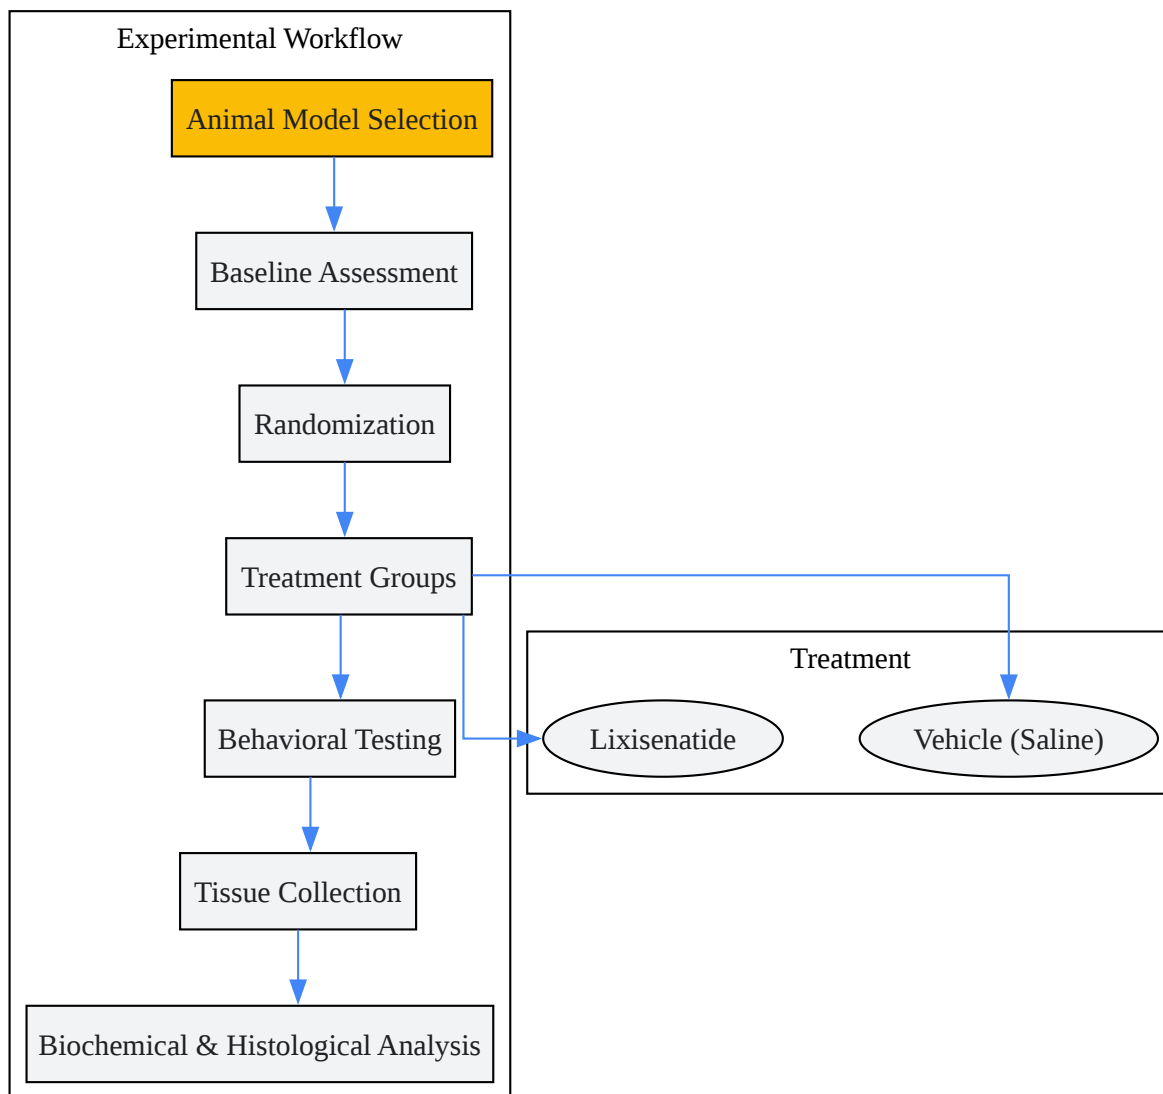 Experimental Workflow
Animal Model Selection
Baseline Assessment
Randomization
Treatment Groups
Treatment
Behavioral Testing
Lixisenatide
Vehicle (Saline)
Tissue Collection
Biochemical & Histological Analysis